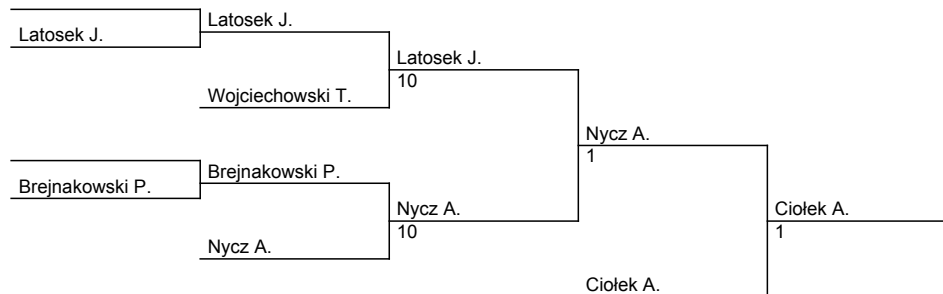 Latosek J.
Latosek J.
Wojciechowski T.
Latosek J.
10
Brejnakowski P.
Brejnakowski P.
Nycz A.
Nycz A.
10
Nycz A.
1
Ciołek A.
Ciołek A.
1